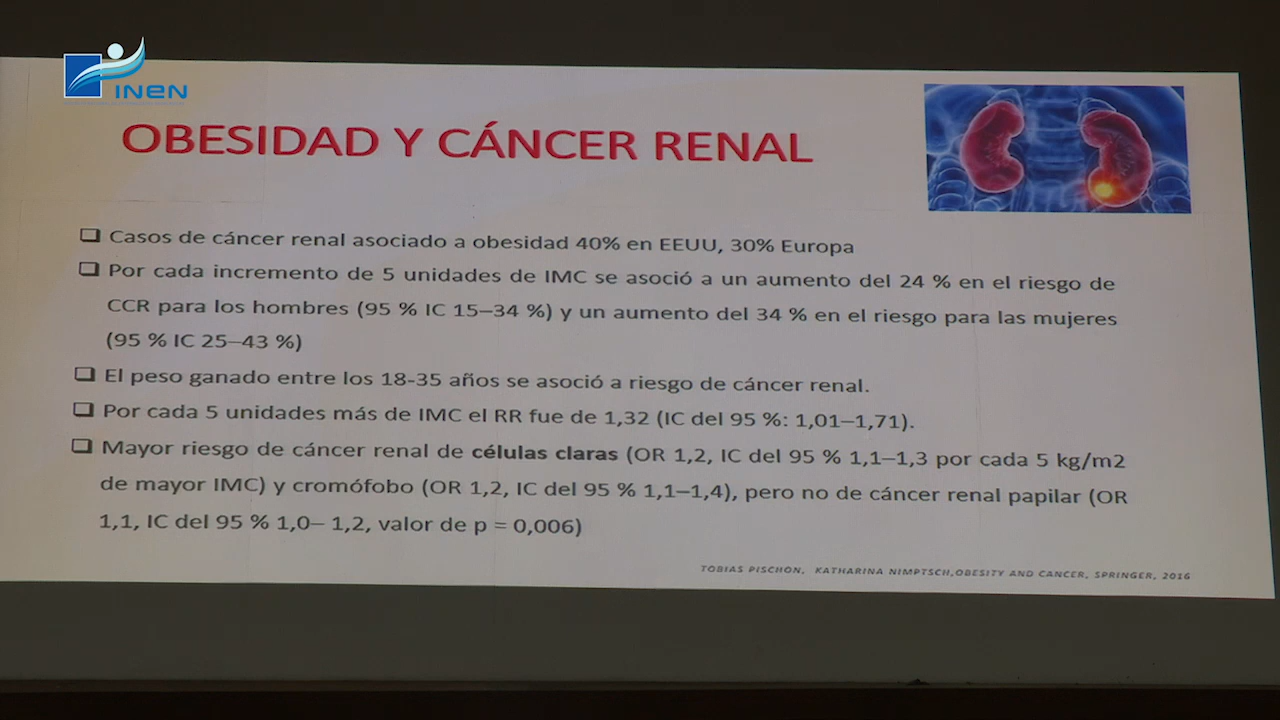 INEN
OBESIDAD Y CÁNCER RENAL
❑ Casos de cáncer renal asociado a obesidad 40% en EEUU, 30% Europa
❑ Por cada incremento de 5 unidades de IMC se asoció a un aumento del 24 % en el riesgo de
CCR para los hombres (95 % IC 15–34 %) y un aumento del 34 % en el riesgo para las mujeres
(95 % IC 25–43 %)
❑ El peso ganado entre los 18-35 años se asoció a riesgo de cáncer renal.
❑ Por cada 5 unidades más de IMC el RR fue de 1,32 (IC del 95 %: 1,01–1,71).
❑ Mayor riesgo de cáncer renal de células claras (OR 1,2, IC del 95 % 1,1–1,3 por cada 5 kg/m2
de mayor IMC) y cromófobo (OR 1,2, IC del 95 % 1,1–1,4), pero no de cáncer renal papilar (OR
1,1, IC del 95 % 1,0– 1,2, valor de p = 0,006)
TOBIAS PISCHON, KATHARINA NIMPTSCH,OBESITY AND CANCER, SPRINGER, 2016